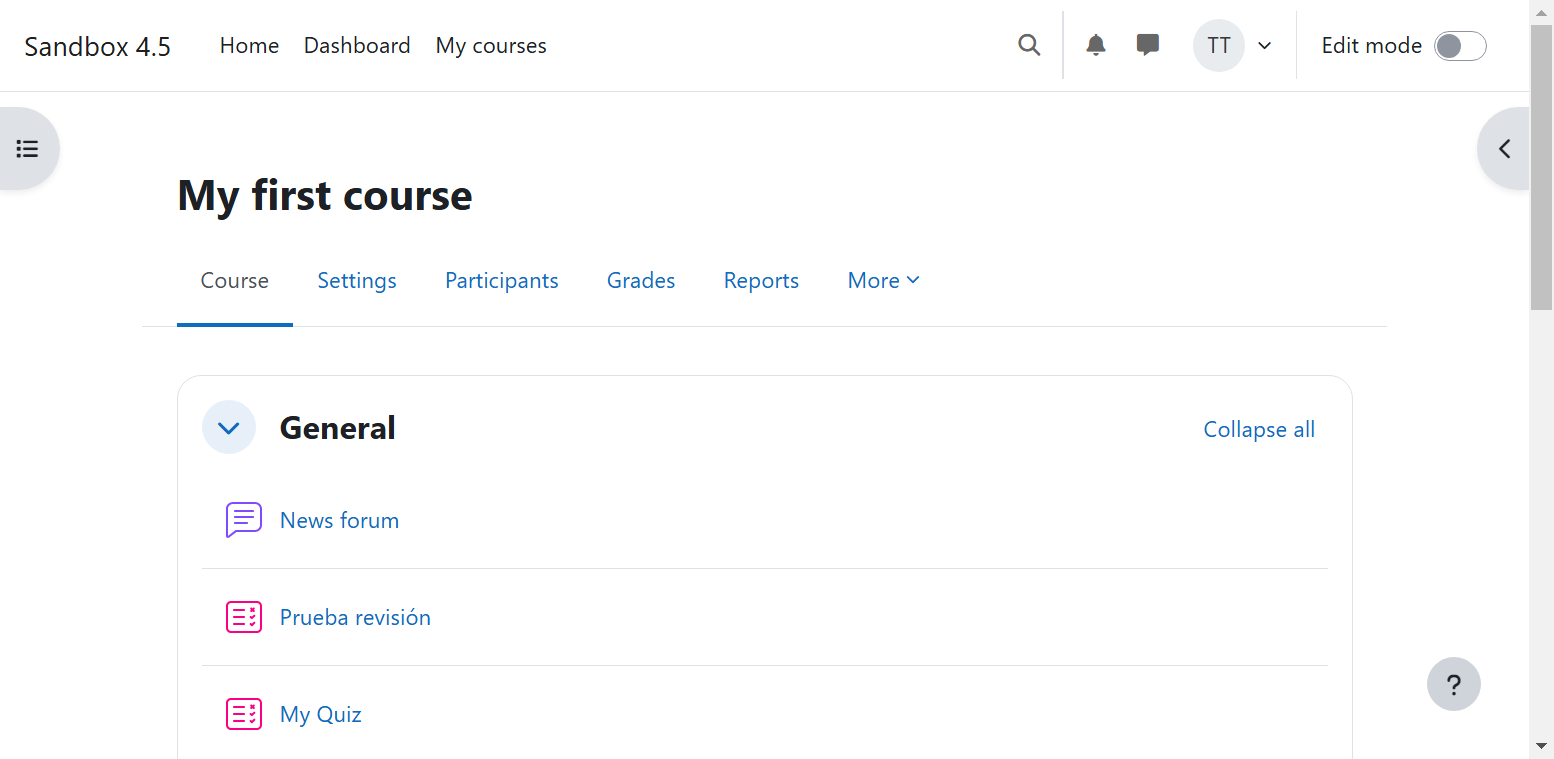 Sandbox 4.5 Home Dashboard My courses TT Edit mode
My first course
Course Settings Participants Grades Reports More
General Collapse all
News forum
Prueba revisión
My Quiz
?